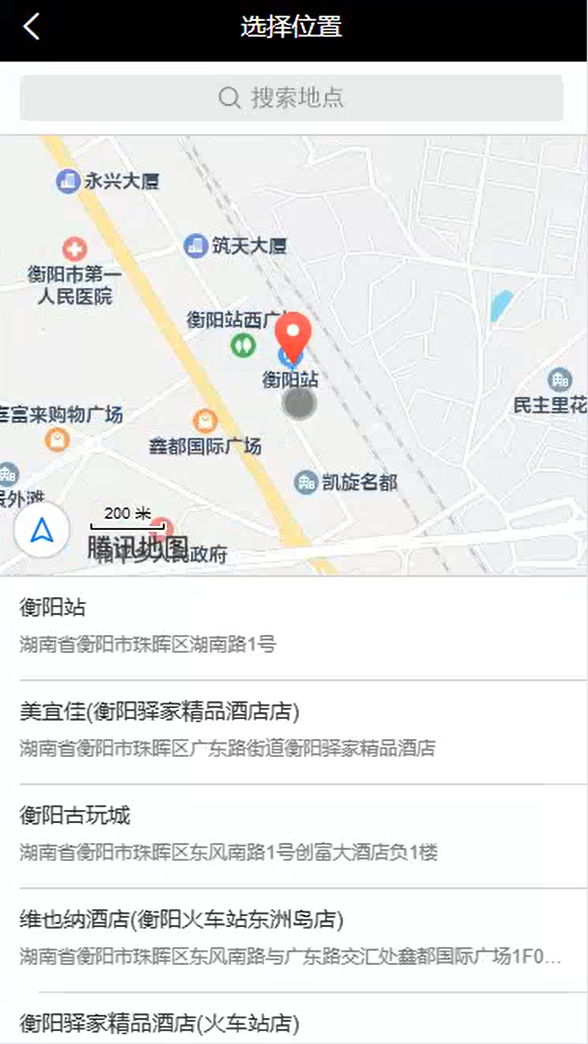 选择位置
搜索地点
永兴大厦
筑天大厦
衡阳市第一
人民医院
衡阳站西广
衡阳站
民主里花
富来购物广场
鑫都国际广场
凯旋名都
外滩
200 米
腾讯地图
人民政府
衡阳站
湖南省衡阳市珠晖区湖南路1号
美宜佳(衡阳驿家精品酒店店)
湖南省衡阳市珠晖区广东路街道衡阳驿家精品酒店
衡阳古玩城
湖南省衡阳市珠晖区东风南路1号创富大酒店负1楼
维也纳酒店(衡阳火车站东洲岛店)
湖南省衡阳市珠晖区东风南路与广东路交汇处鑫都国际广场1F0...
衡阳驿家精品酒店(火车站店)